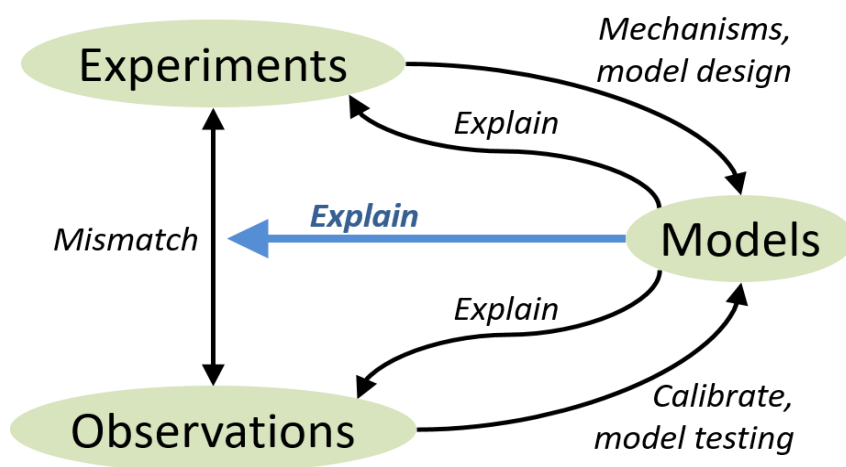 Experiments
Mechanisms,
model design
Explain
Explain
Mismatch
Models
Explain
Observations
Calibrate,
model testing